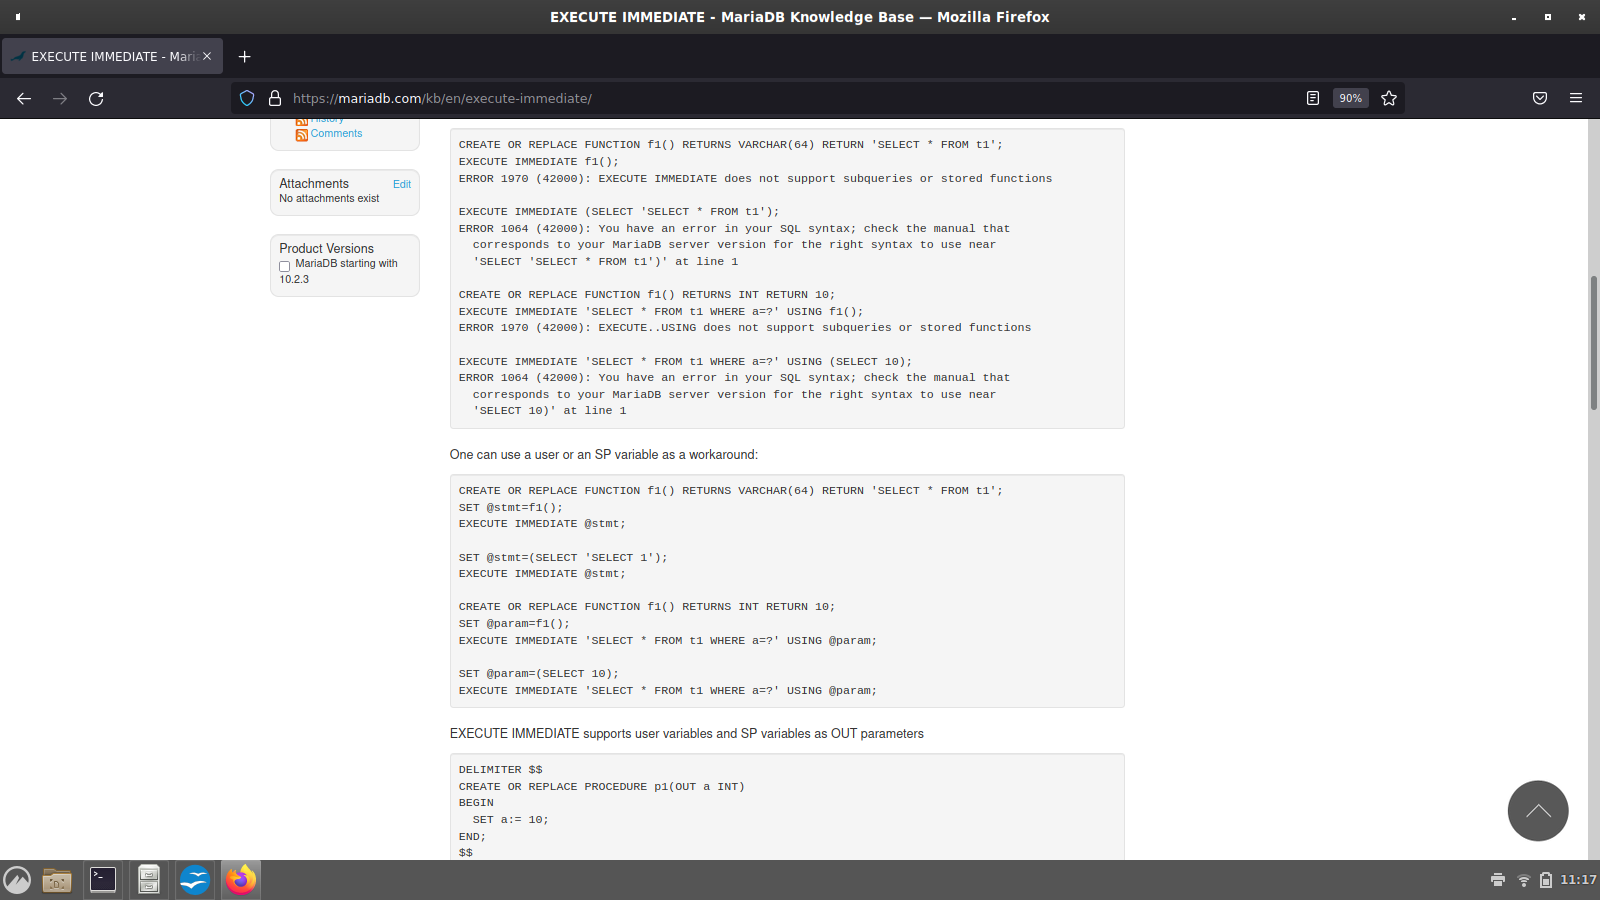 EXECUTE IMMEDIATE - MariaDB Knowledge Base — Mozilla Firefox
EXECUTE IMMEDIATE - Maria
https://mariadb.com/kb/en/execute-immediate/
90%
History
Comments
Attachments
Edit
No attachments exist
Product Versions
MariaDB starting with
10.2.3
CREATE OR REPLACE FUNCTION f1() RETURNS VARCHAR(64) RETURN 'SELECT * FROM t1';
EXECUTE IMMEDIATE f1();
ERROR 1970 (42000): EXECUTE IMMEDIATE does not support subqueries or stored functions
EXECUTE IMMEDIATE (SELECT 'SELECT * FROM t1');
ERROR 1064 (42000): You have an error in your SQL syntax; check the manual that
corresponds to your MariaDB server version for the right syntax to use near
'SELECT 'SELECT * FROM t1')' at line 1
CREATE OR REPLACE FUNCTION f1() RETURNS INT RETURN 10;
EXECUTE IMMEDIATE 'SELECT * FROM t1 WHERE a=?' USING f1();
ERROR 1970 (42000): EXECUTE..USING does not support subqueries or stored functions
EXECUTE IMMEDIATE 'SELECT * FROM t1 WHERE a=?' USING (SELECT 10);
ERROR 1064 (42000): You have an error in your SQL syntax; check the manual that
corresponds to your MariaDB server version for the right syntax to use near
'SELECT 10)' at line 1
One can use a user or an SP variable as a workaround:
CREATE OR REPLACE FUNCTION f1() RETURNS VARCHAR(64) RETURN 'SELECT * FROM t1';
SET @stmt=f1();
EXECUTE IMMEDIATE @stmt;
SET @stmt=(SELECT 'SELECT 1');
EXECUTE IMMEDIATE @stmt;
CREATE OR REPLACE FUNCTION f1() RETURNS INT RETURN 10;
SET @param=f1();
EXECUTE IMMEDIATE 'SELECT * FROM t1 WHERE a=?' USING @param;
SET @param=(SELECT 10);
EXECUTE IMMEDIATE 'SELECT * FROM t1 WHERE a=?' USING @param;
EXECUTE IMMEDIATE supports user variables and SP variables as OUT parameters
DELIMITER $$
CREATE OR REPLACE PROCEDURE p1(OUT a INT)
BEGIN
SET a:= 10;
END;
$$
11:17